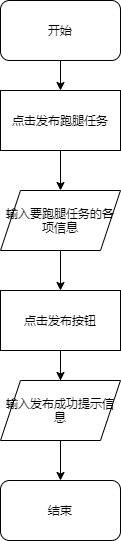 开始
点击发布跑腿任务
输入要跑腿任务的各
项信息
点击发布按钮
输入发布成功提示信
息
结束